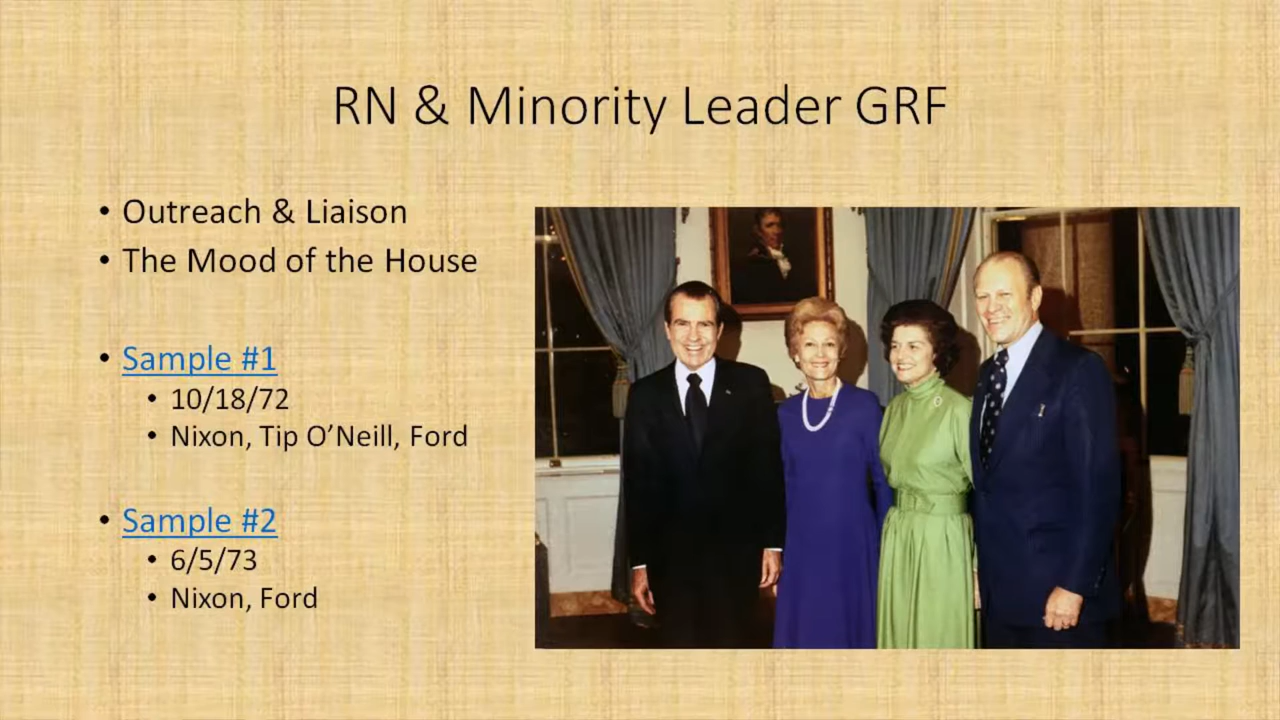 RN & Minority Leader GRF
• Outreach & Liaison
• The Mood of the House
• Sample #1
• 10/18/72
• Nixon, Tip O’Neill, Ford
• Sample #2
• 6/5/73
• Nixon, Ford